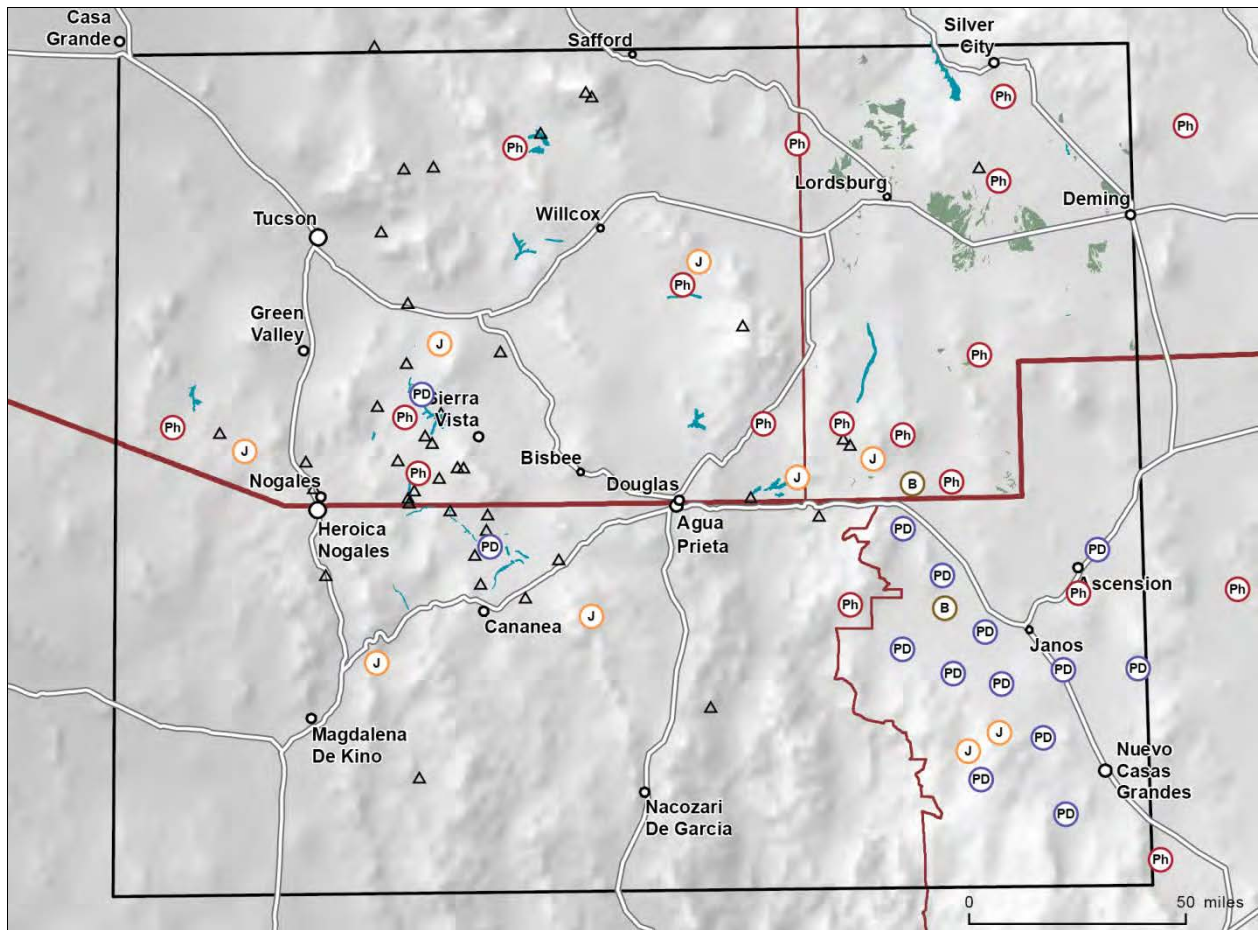 Casa
Grande
Safford
Silver
City
Ph
Ph
Ph
Ph
Lordsburg
Ph
Deming
Tucson
Willcox
J
Ph
Green
Valley
J
Ph
PD
Sierra
Vista
Ph
Ph
Ph
Ph
Ph
J
J
Bisbee
Ph
J
B
Ph
Nogales
Douglas
Heroica
Nogales
Agua
Prieta
PD
PD
PD
PD
Ascension
Ph
Ph
Ph
B
J
Cananea
PD
Janos
PD
J
PD
PD
PD
PD
Magdalena
De Kino
J
PD
J
Nuevo
Casas
Grandes
PD
Nacozari
De Garcia
PD
Ph
0
50 miles